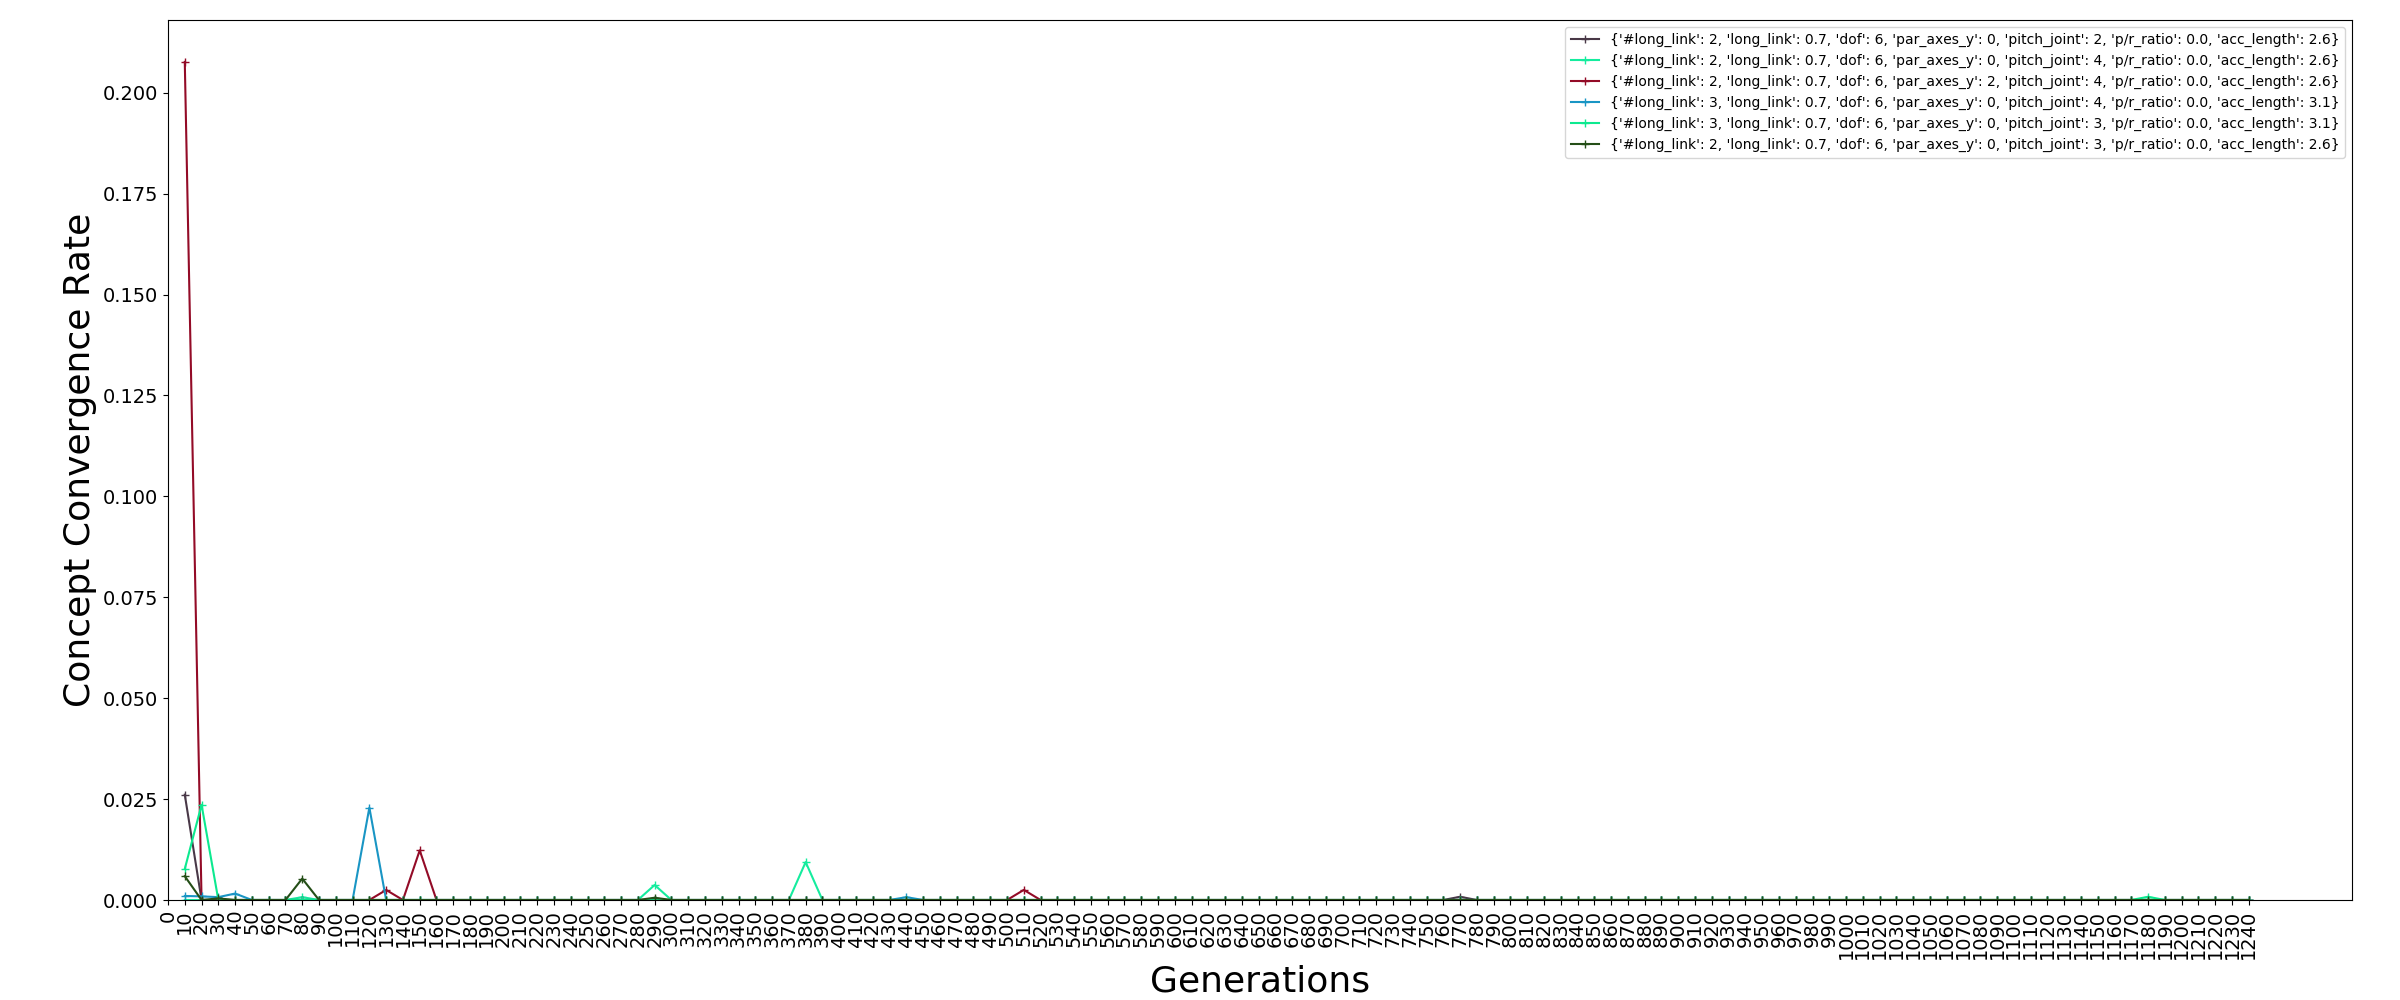 {'#long_link': 2, 'long_link': 0.7, 'dof': 6, 'par_axes_y': 0, 'pitch_joint': 2, 'p/r_ratio': 0.0, 'acc_length': 2.6}
{'#long_link': 2, 'long_link': 0.7, 'dof': 6, 'par_axes_y': 0, 'pitch_joint': 4, 'p/r_ratio': 0.0, 'acc_length': 2.6}
{'#long_link': 2, 'long_link': 0.7, 'dof': 6, 'par_axes_y': 2, 'pitch_joint': 4, 'p/r_ratio': 0.0, 'acc_length': 2.6}
{'#long_link': 3, 'long_link': 0.7, 'dof': 6, 'par_axes_y': 0, 'pitch_joint': 4, 'p/r_ratio': 0.0, 'acc_length': 3.1}
{'#long_link': 3, 'long_link': 0.7, 'dof': 6, 'par_axes_y': 0, 'pitch_joint': 3, 'p/r_ratio': 0.0, 'acc_length': 3.1}
{'#long_link': 2, 'long_link': 0.7, 'dof': 6, 'par_axes_y': 0, 'pitch_joint': 3, 'p/r_ratio': 0.0, 'acc_length': 2.6}
Concept Convergence Rate
0.200
0.175
0.150
0.125
0.100
0.075
0.050
0.025
0.000
0 10 20 30 40 50 60 70 80 90 100 110 120 130 140 150 160 170 180 190 200 210 220 230 240 250 260 270 280 290 300 310 320 330 340 350 360 370 380 390 400 410 420 430 440 450 460 470 480 490 500 510 520 530 540 550 560 570 580 590 600 610 620 630 640 650 660 670 680 690 700 710 720 730 740 750 760 770 780 790 800 810 820 830 840 850 860 870 880 890 900 910 920 930 940 950 960 970 980 990 1000 1010 1020 1030 1040 1050 1060 1070 1080 1090 1100 1110 1120 1130 1140 1150 1160 1170 1180 1190 1200 1210 1220 1230 1240
Generations